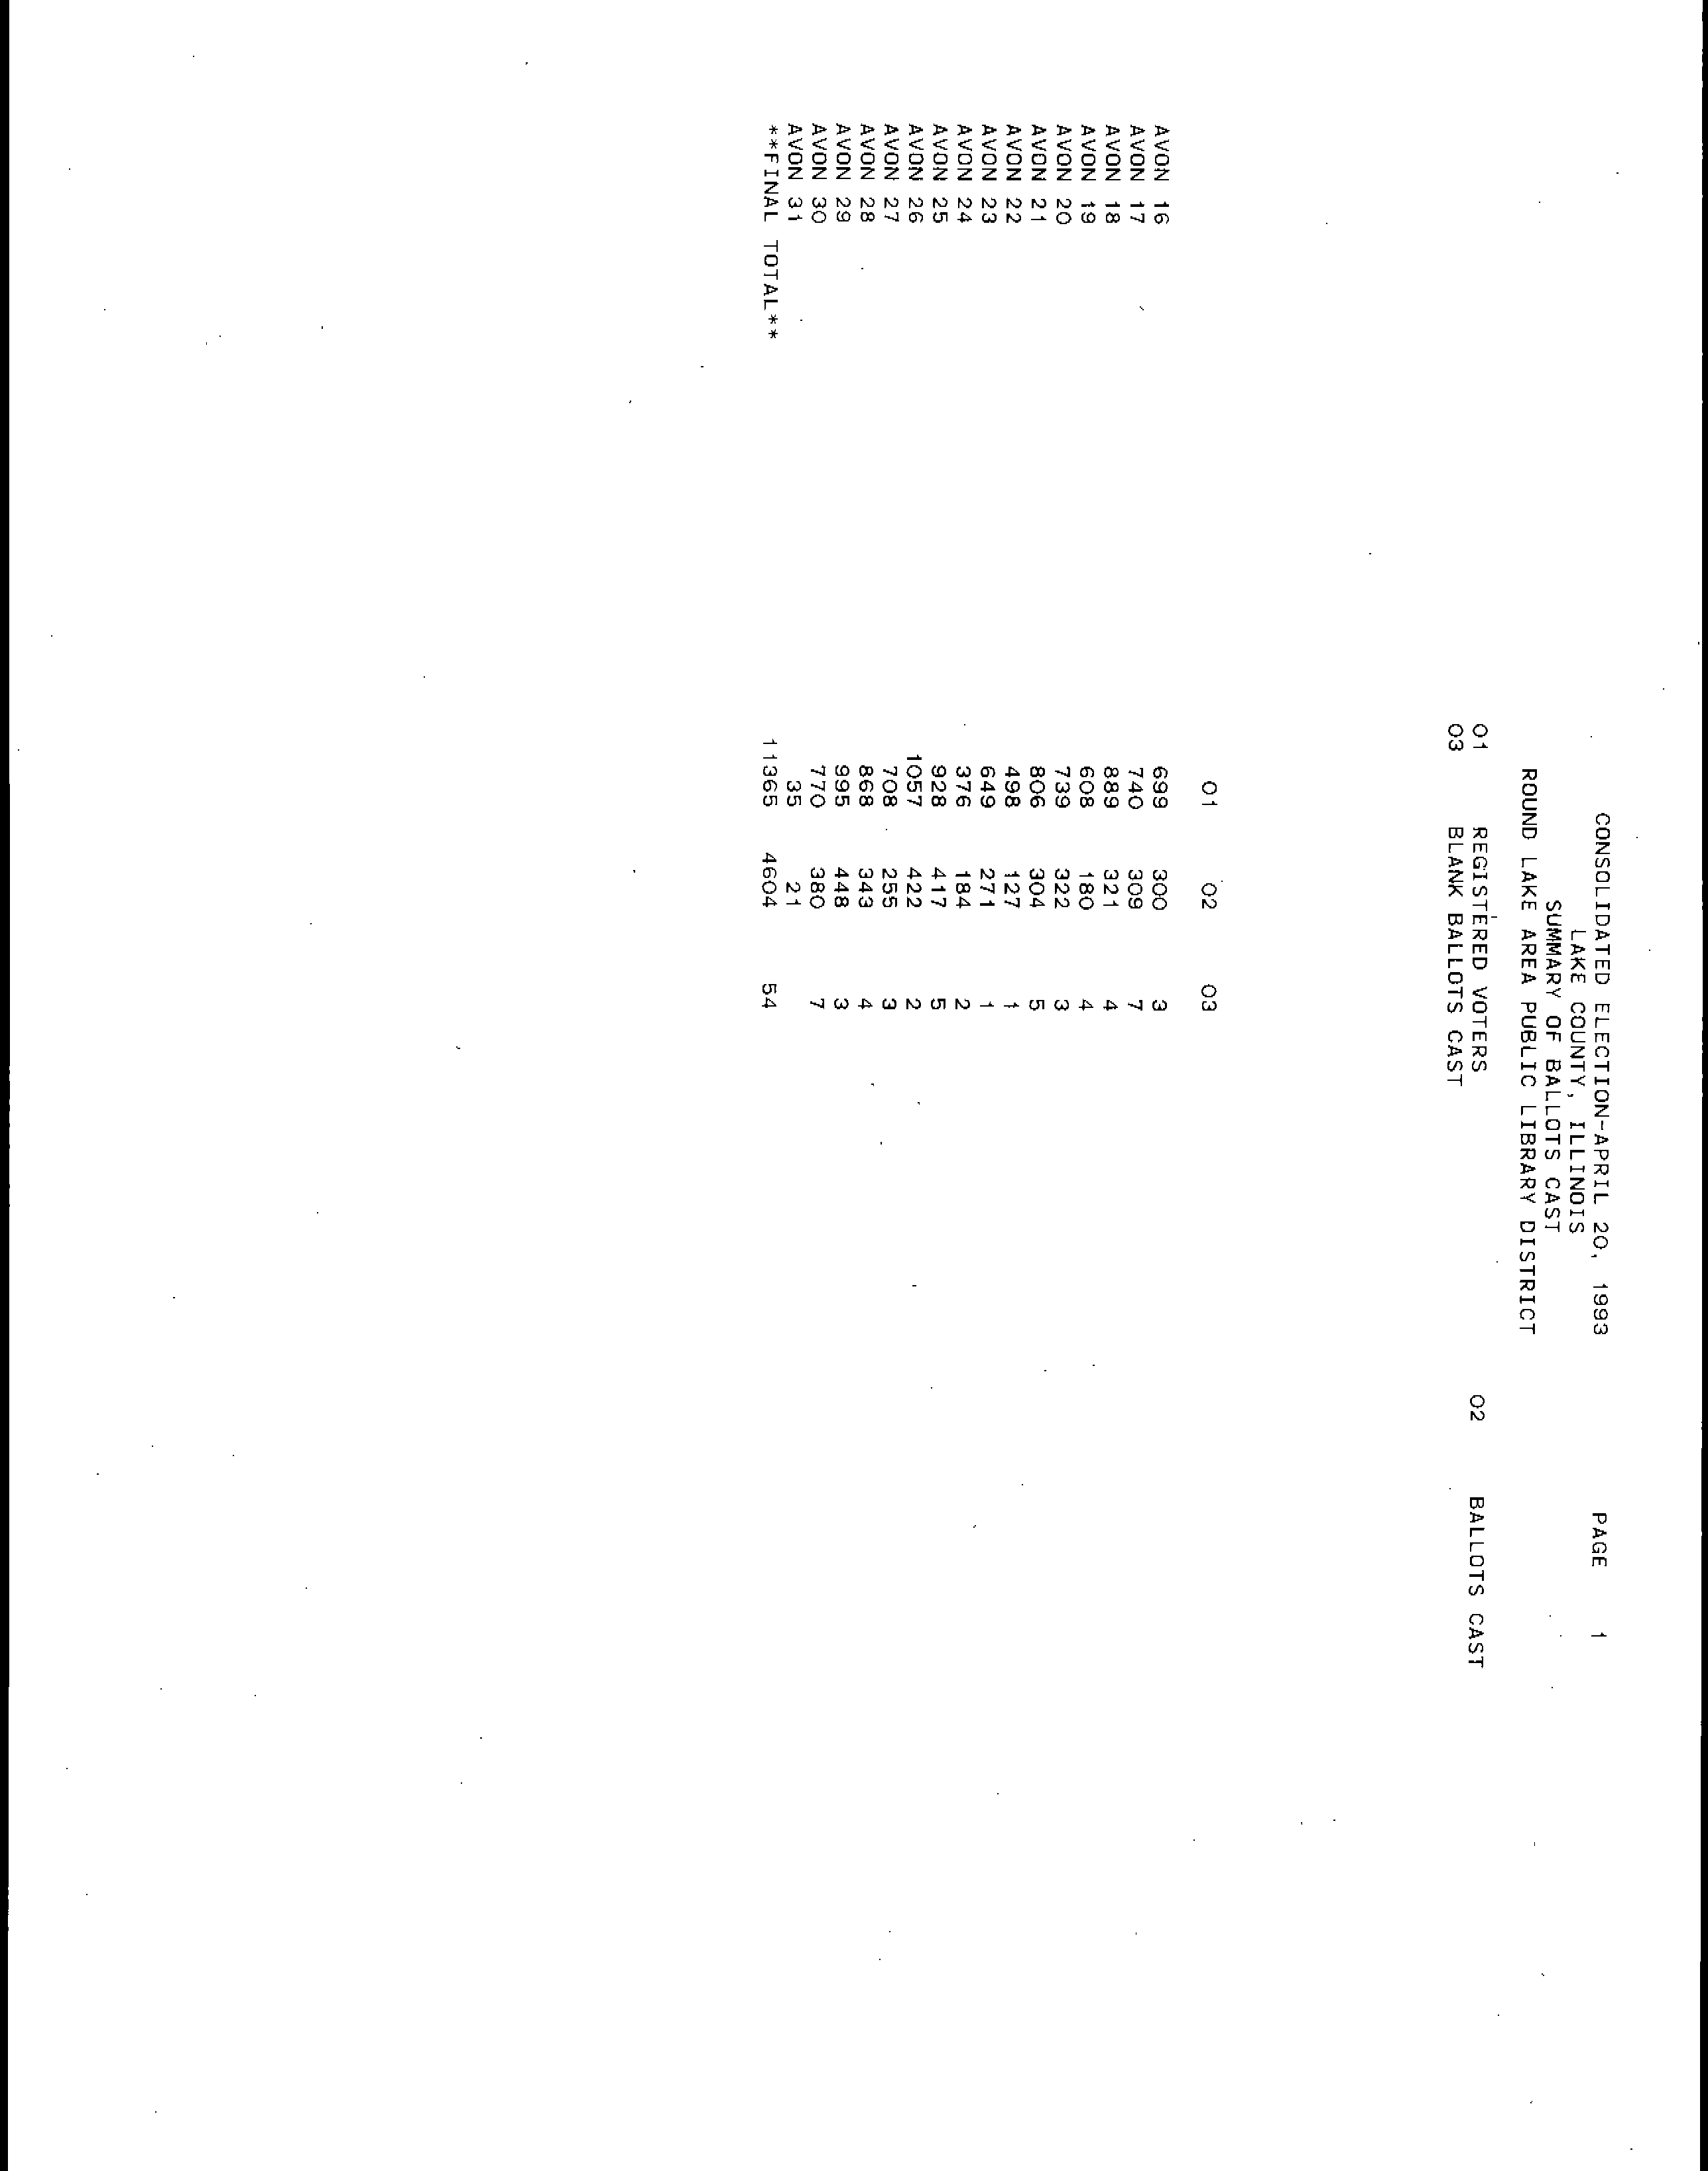 CONSOLIDATED ELECTION-APRIL 20, 1993 PAGE 1
LAKE COUNTY, ILLINOIS
SUMMARY OF BALLOTS CAST
ROUND LAKE AREA PUBLIC LIBRARY DISTRICT
01 REGISTERED VOTERS 02 BALLOTS CAST
03 BLANK BALLOTS CAST
01 02 03
AVON 16 699 300 3
AVON 17 740 309 7
AVON 18 889 321 4
AVON 19 608 180 4
AVON 20 739 322 3
AVON 21 806 304 5
AVON 22 498 127 1
AVON 23 649 271 1
AVON 24 376 184 2
AVON 25 928 417 5
AVON 26 1057 422 2
AVON 27 708 255 3
AVON 28 868 343 4
AVON 29 995 448 3
AVON 30 770 380 7
AVON 31 35 21
**FINAL TOTAL** 11365 4604 54